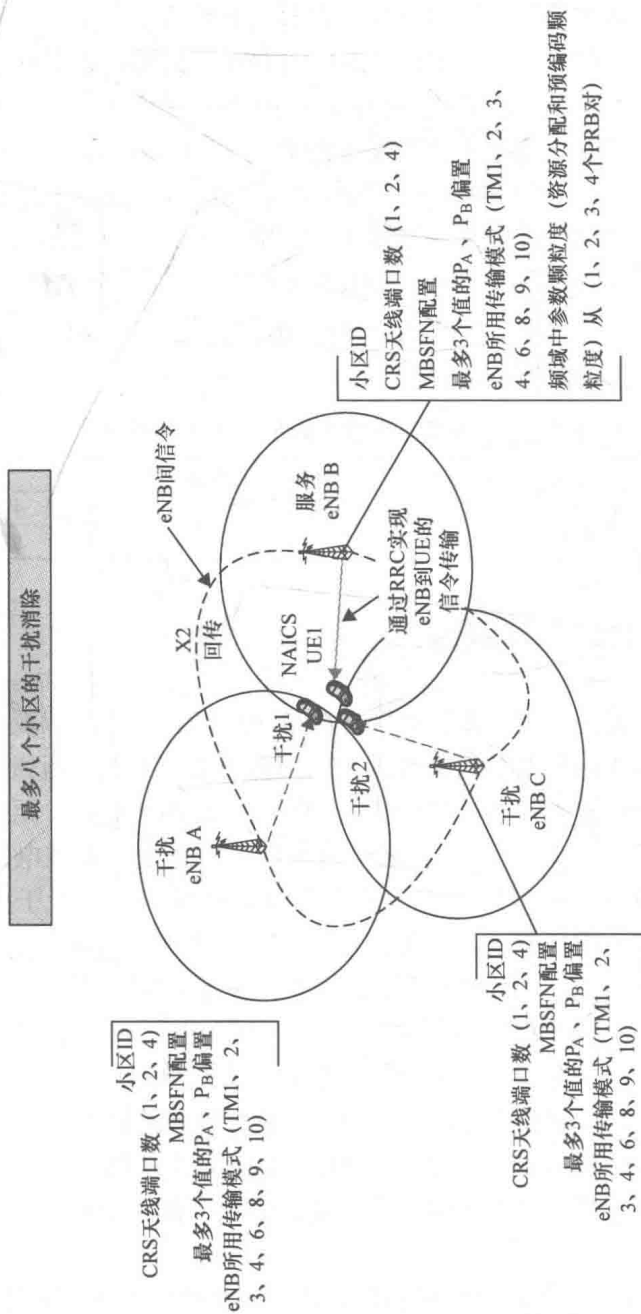 最多八个小区的干扰消除
小区ID
CRS天线端口数（1、2、4）
MBSFN配置
最多3个值的P_A、P_B偏置
eNB所用传输模式（TM1、2、
3、4、6、8、9、10）
干扰
eNB A
X2
回传
eNB间信令
干扰1
NAICS
UE1
服务
eNB B
通过RRC实现
eNB到UE的
信令传输
干扰2
干扰
eNB C
小区ID
CRS天线端口数（1、2、4）
MBSFN配置
最多3个值的P_A、P_B偏置
eNB所用传输模式（TM1、2、
3、4、6、8、9、10）
小区ID
CRS天线端口数（1、2、4）
MBSFN配置
最多3个值的P_A、P_B偏置
eNB所用传输模式（TM1、2、3、
4、6、8、9、10）
频域中参数颗粒度（资源分配和预编码颗
粒度）从（1、2、3、4个PRB对）